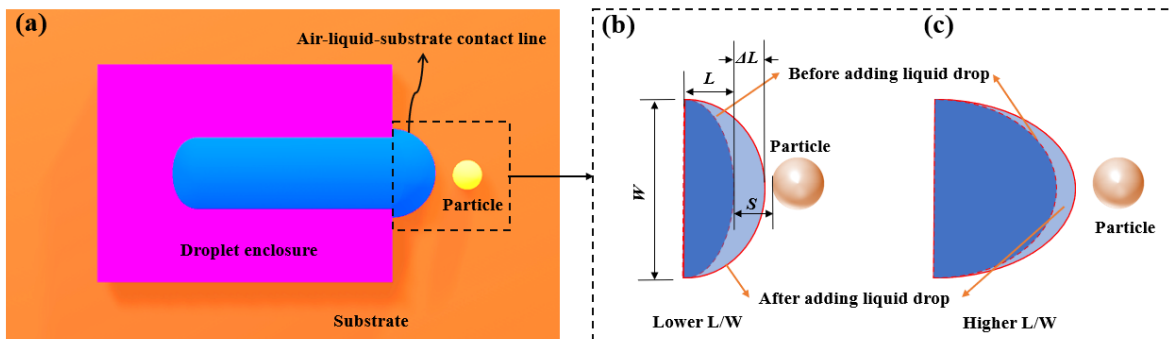 (a)
Air-liquid-substrate contact line
Particle
Droplet enclosure
Substrate
(b)
ΔL
L
Before adding liquid drop
Particle
W
S
After adding liquid drop
Lower L/W
(c)
Particle
Higher L/W